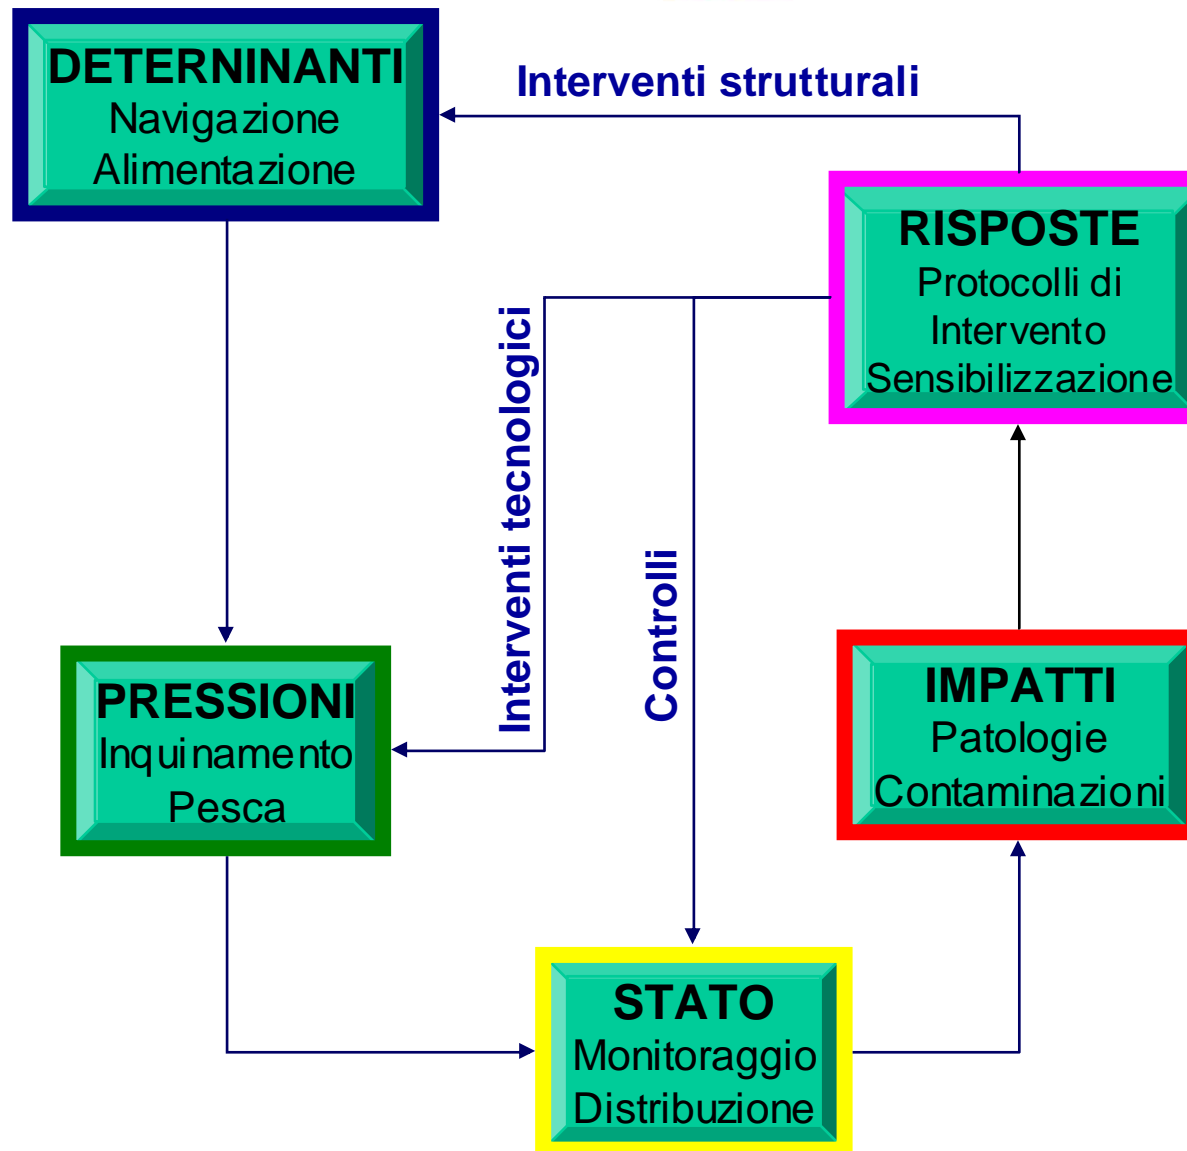 DETERNINANTI
Navigazione
Alimentazione
Interventi strutturali
RISPOSTE
Protocolli di
Intervento
Sensibilizzazione
Interventi tecnologici
Controlli
PRESSIONI
Inquinamento
Pesca
IMPATTI
Patologie
Contaminazioni
STATO
Monitoraggio
Distribuzione